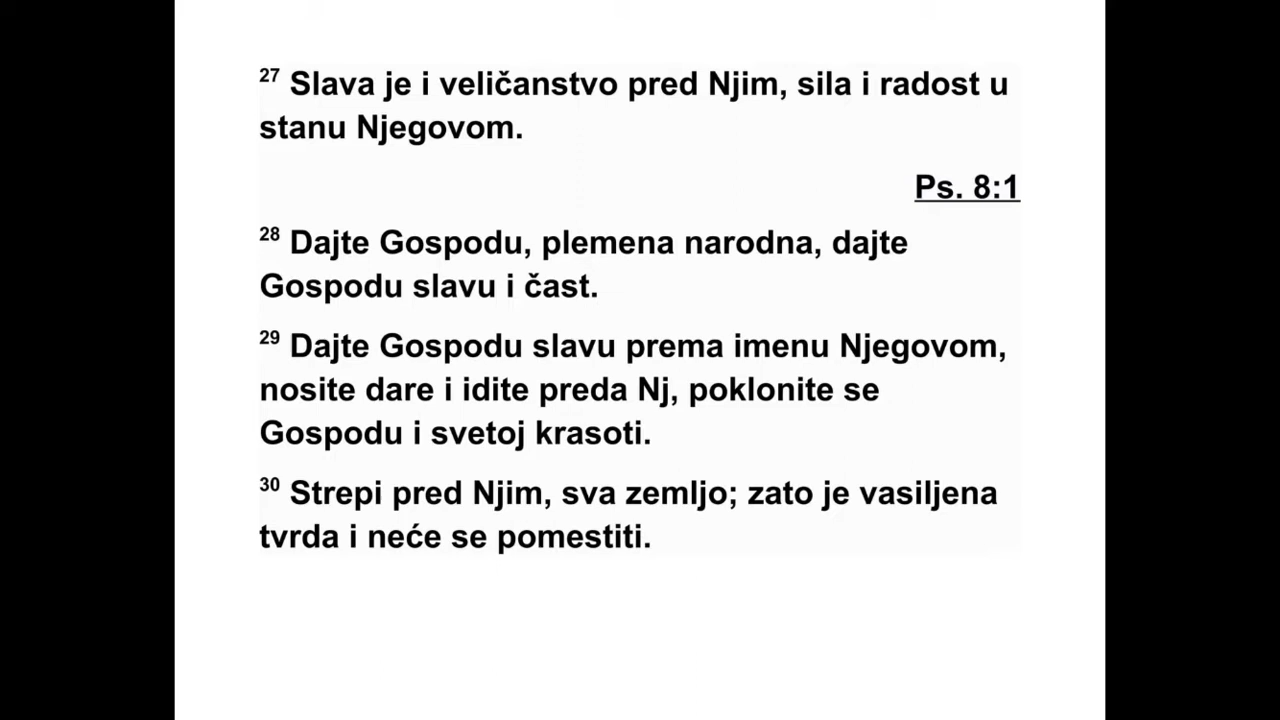 27 Slava je i veličanstvo pred Njim, sila i radost u
stanu Njegovom.
Ps. 8:1
28 Dajte Gospodu, plemena narodna, dajte
Gospodu slavu i čast.
29 Dajte Gospodu slavu prema imenu Njegovom,
nosite dare i idite preda Nj, poklonite se
Gospodu i svetoj krasoti.
30 Strepi pred Njim, sva zemljo; zato je vasiljena
tvrda i neće se pomestiti.